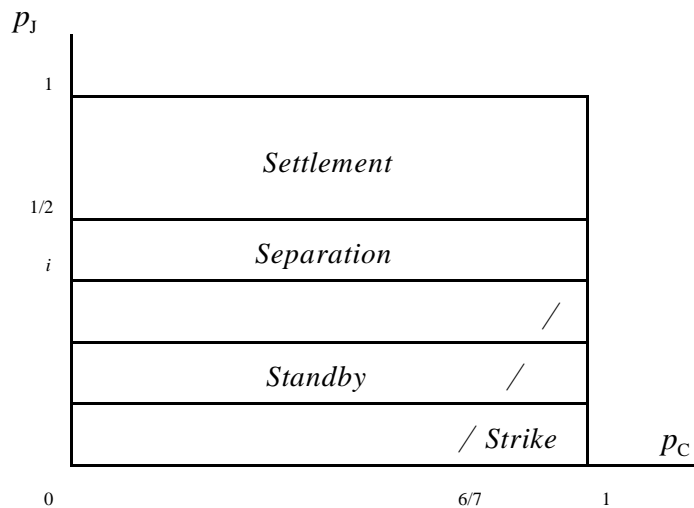 p_J
1
Settlement
1/2
Separation
i
/
Standby /
/ Strike
p_C
0 6/7 1